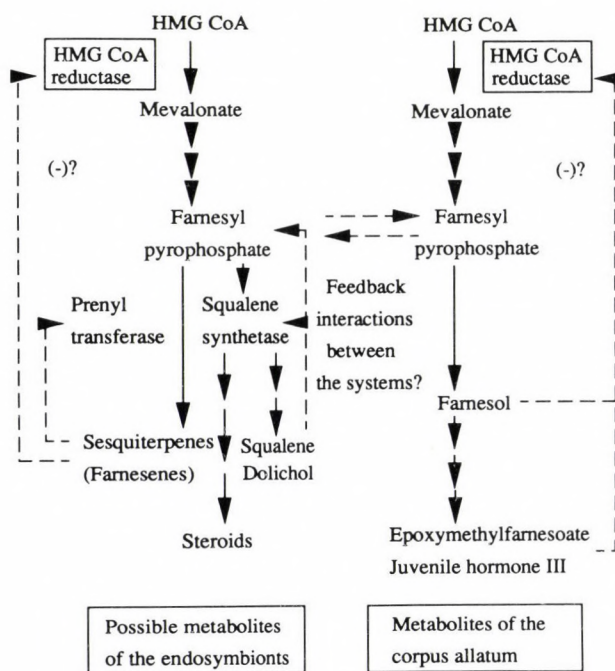 HMG CoA
HMG CoA
reductase
Mevalonate
(-)?
Farnesyl
pyrophosphate
Prenyl
transferase
Squalene
synthetase
Sesquiterpenes
(Farnesenes)
Squalene
Dolichol
Steroids
Possible metabolites
of the endosymbionts
Feedback
interactions
between
the systems?
HMG CoA
HMG CoA
reductase
Mevalonate
(-)?
Farnesyl
pyrophosphate
Farnesol
Epoxymethylfarnesoate
Juvenile hormone III
Metabolites of the
corpus allatum